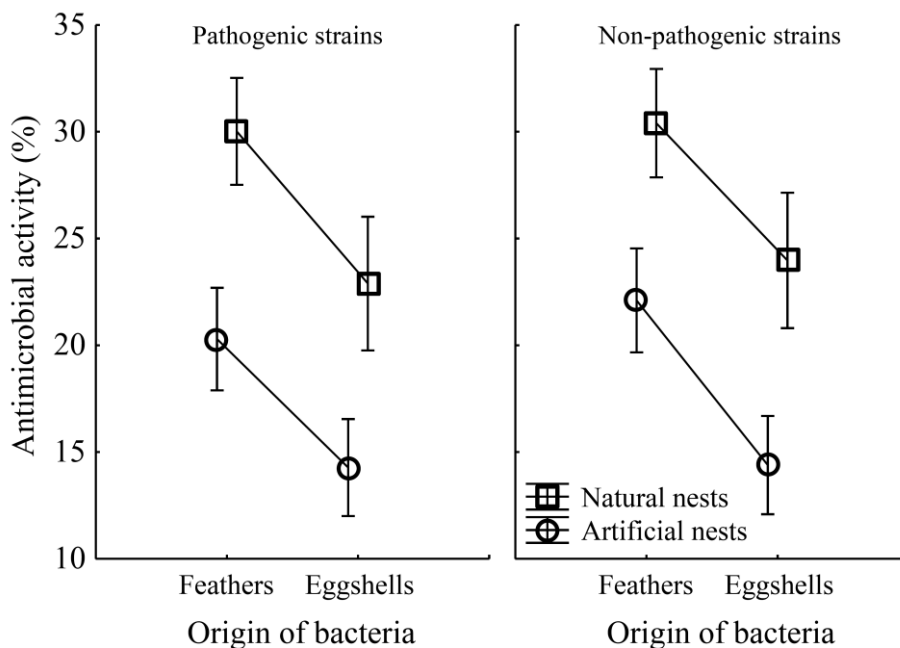 Pathogenic strains
Non-pathogenic strains
Antimicrobial activity (%)
35
30
25
20
15
10
Natural nests
Artificial nests
Feathers Eggshells
Feathers Eggshells
Origin of bacteria
Origin of bacteria